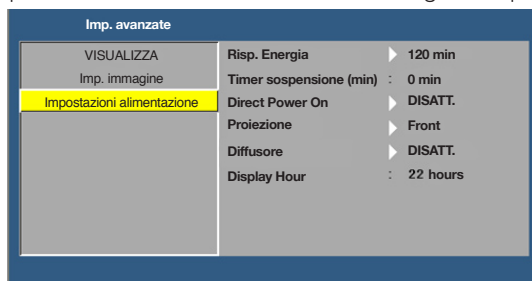 Imp. avanzate
VISUALIZZA
Imp. immagine
Impostazioni alimentazione
Risp. Energia 120 min
Timer sospensione (min) : 0 min
Direct Power On DISATT.
Proiezione Front
Diffusore DISATT.
Display Hour : 22 hours